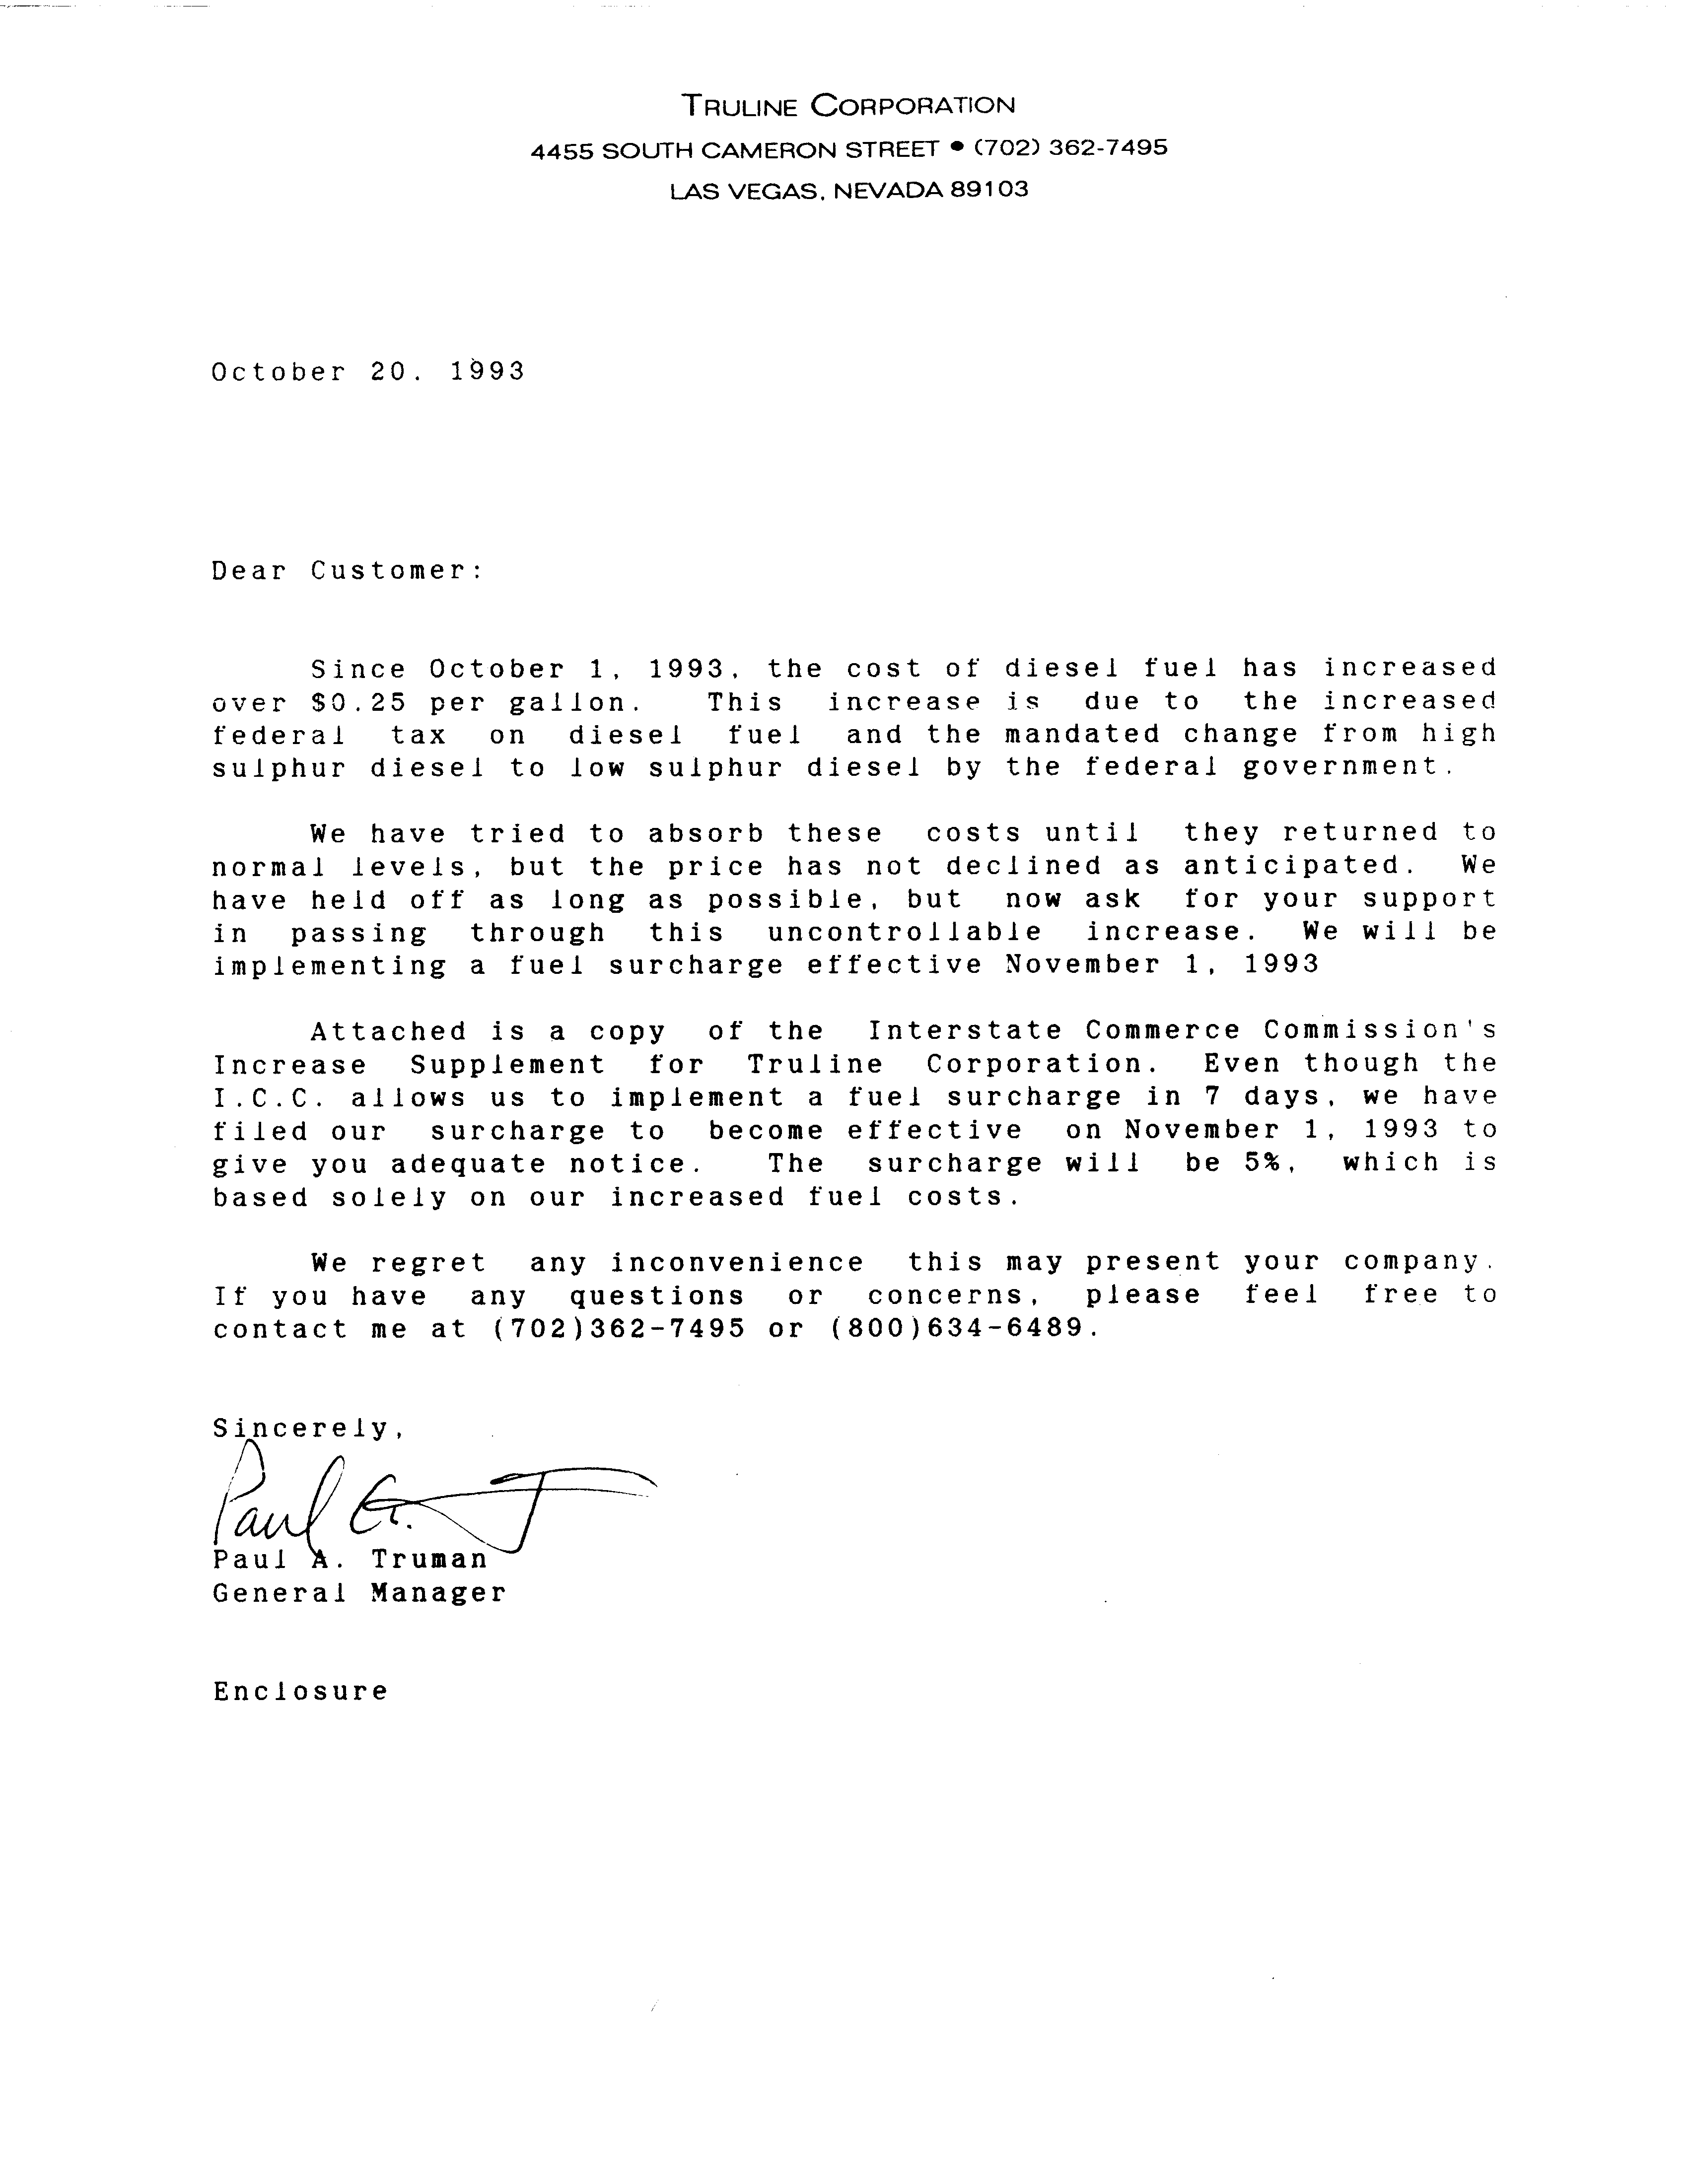 TRULINE CORPORATION
4455 SOUTH CAMERON STREET • (702) 362-7495
LAS VEGAS, NEVADA 89103
October 20. 1993
Dear Customer:
Since October 1, 1993, the cost of diesel fuel has increased
over $0.25 per gallon. This increase is due to the increased
federal tax on diesel fuel and the mandated change from high
sulphur diesel to low sulphur diesel by the federal government.
We have tried to absorb these costs until they returned to
normal levels, but the price has not declined as anticipated. We
have held off as long as possible, but now ask for your support
in passing through this uncontrollable increase. We will be
implementing a fuel surcharge effective November 1, 1993
Attached is a copy of the Interstate Commerce Commission's
Increase Supplement for Truline Corporation. Even though the
I.C.C. allows us to implement a fuel surcharge in 7 days, we have
filed our surcharge to become effective on November 1, 1993 to
give you adequate notice. The surcharge will be 5%, which is
based solely on our increased fuel costs.
We regret any inconvenience this may present your company.
If you have any questions or concerns, please feel free to
contact me at (702)362-7495 or (800)634-6489.
Sincerely,
Paul A. T
Paul A. Truman
General Manager
Enclosure